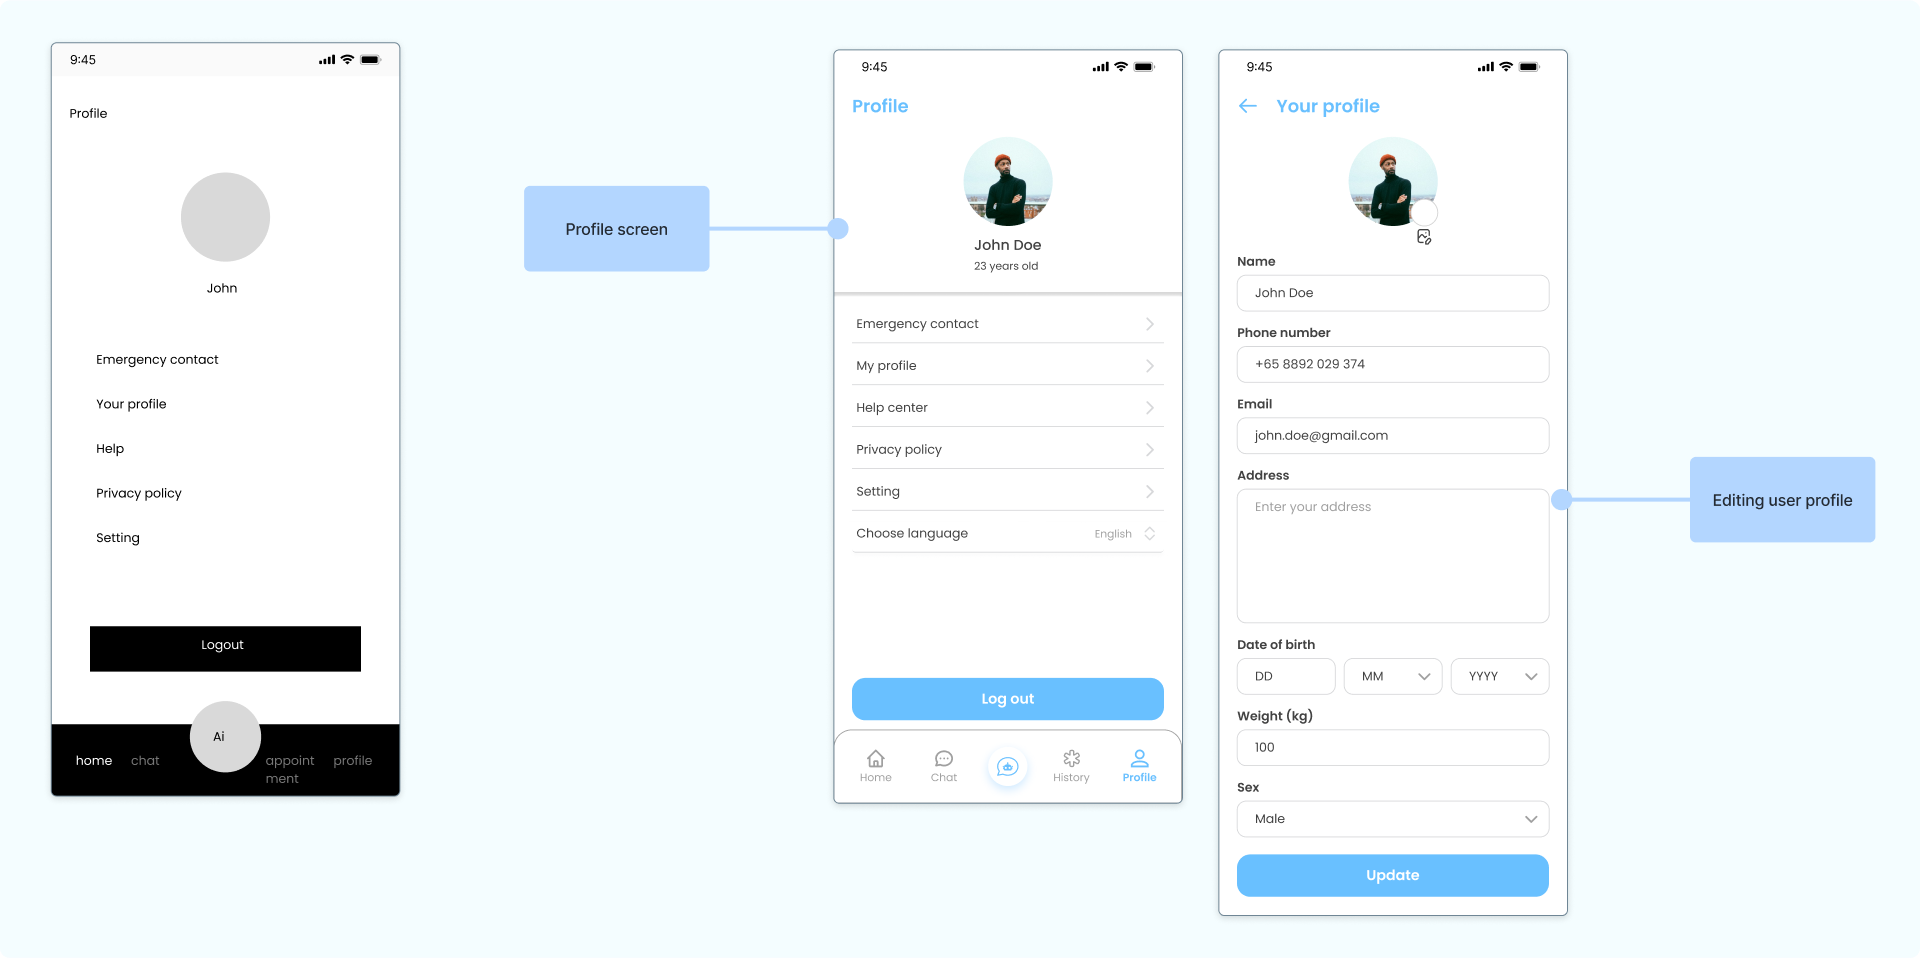 9:45
Profile
John
Emergency contact
Your profile
Help
Privacy policy
Setting
Logout
Ai
home
chat
appoint
ment
profile
Profile screen
9:45
Profile
John Doe
23 years old
Emergency contact
My profile
Help center
Privacy policy
Setting
Choose language
English
Log out
Home
Chat
History
Profile
9:45
Your profile
Name
John Doe
Phone number
+65 8892 029 374
Email
john.doe@gmail.com
Address
Enter your address
Date of birth
DD
MM
YYYY
Weight (kg)
100
Sex
Male
Update
Editing user profile